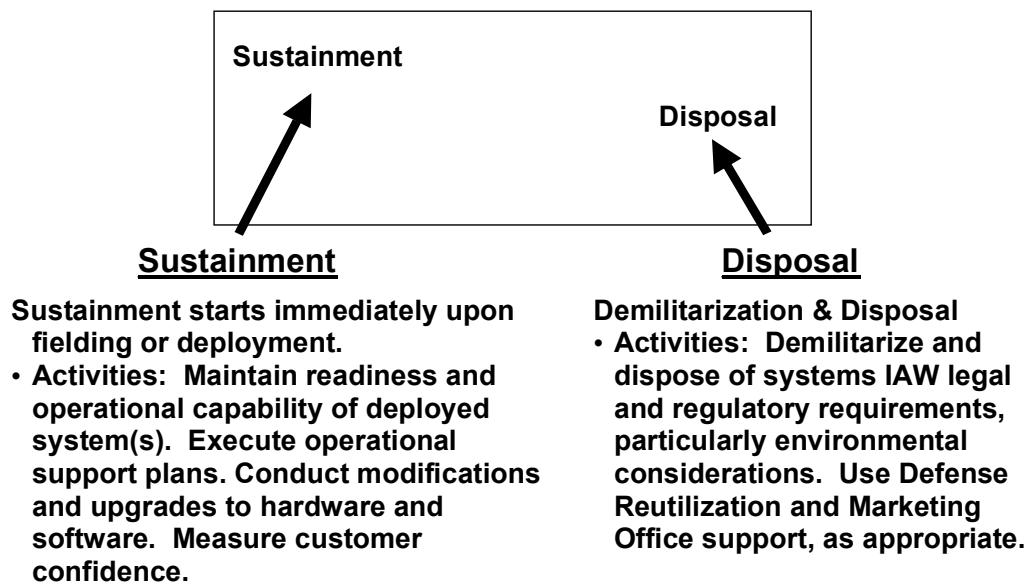 Sustainment
Disposal
Sustainment
Sustainment starts immediately upon
fielding or deployment.
• Activities:  Maintain readiness and
operational capability of deployed
system(s).  Execute operational
support plans. Conduct modifications
and upgrades to hardware and
software.  Measure customer
confidence.
Disposal
Demilitarization & Disposal
• Activities:  Demilitarize and
dispose of systems IAW legal
and regulatory requirements,
particularly environmental
considerations.  Use Defense
Reutilization and Marketing
Office support, as appropriate.